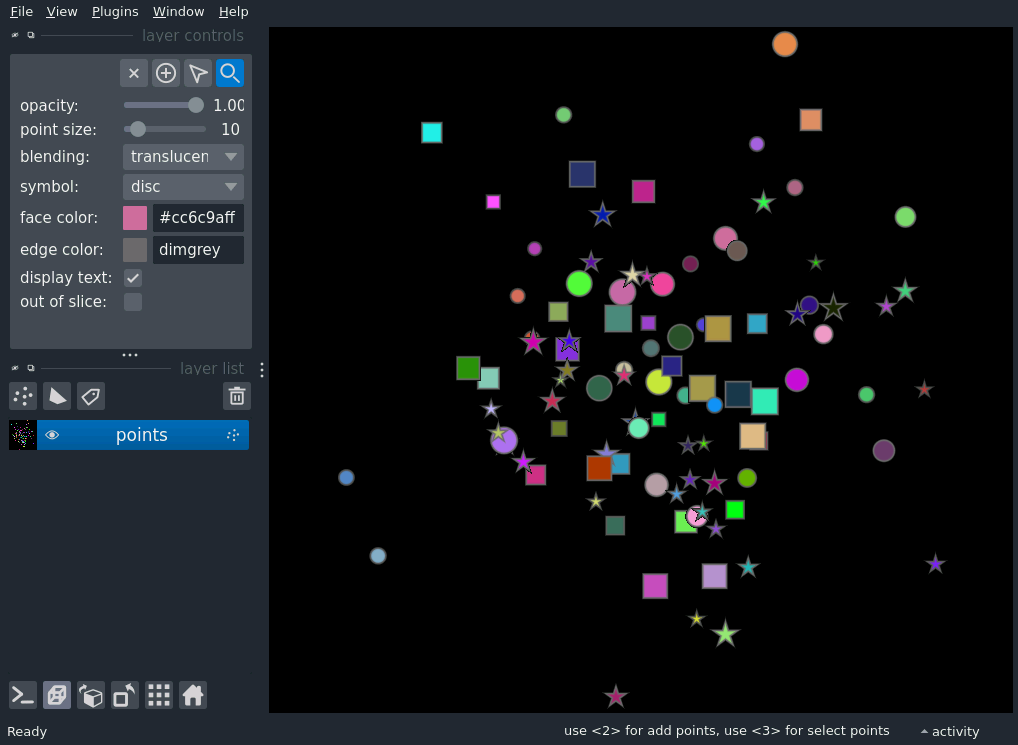 File View Plugins Window Help
layer controls
opacity: 1.00
point size: 10
blending: translucen
symbol: disc
face color: #cc6c9aff
edge color: dimgrey
display text:
out of slice:
layer list
points
Ready use <2> for add points, use <3> for select points activity